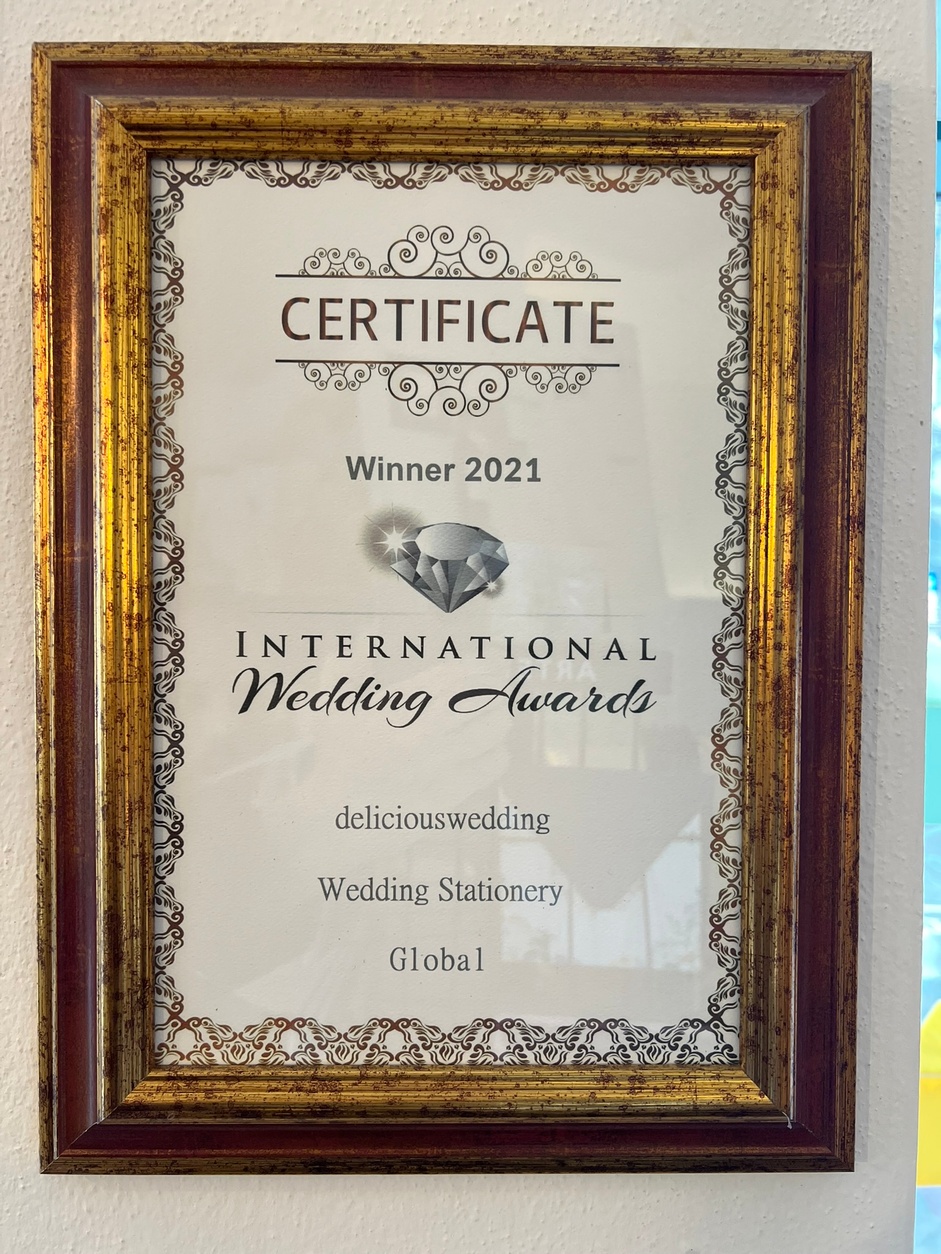 CERTIFICATE
Winner 2021
INTERNATIONAL
Wedding Awards
deliciouswedding
Wedding Stationery
Global